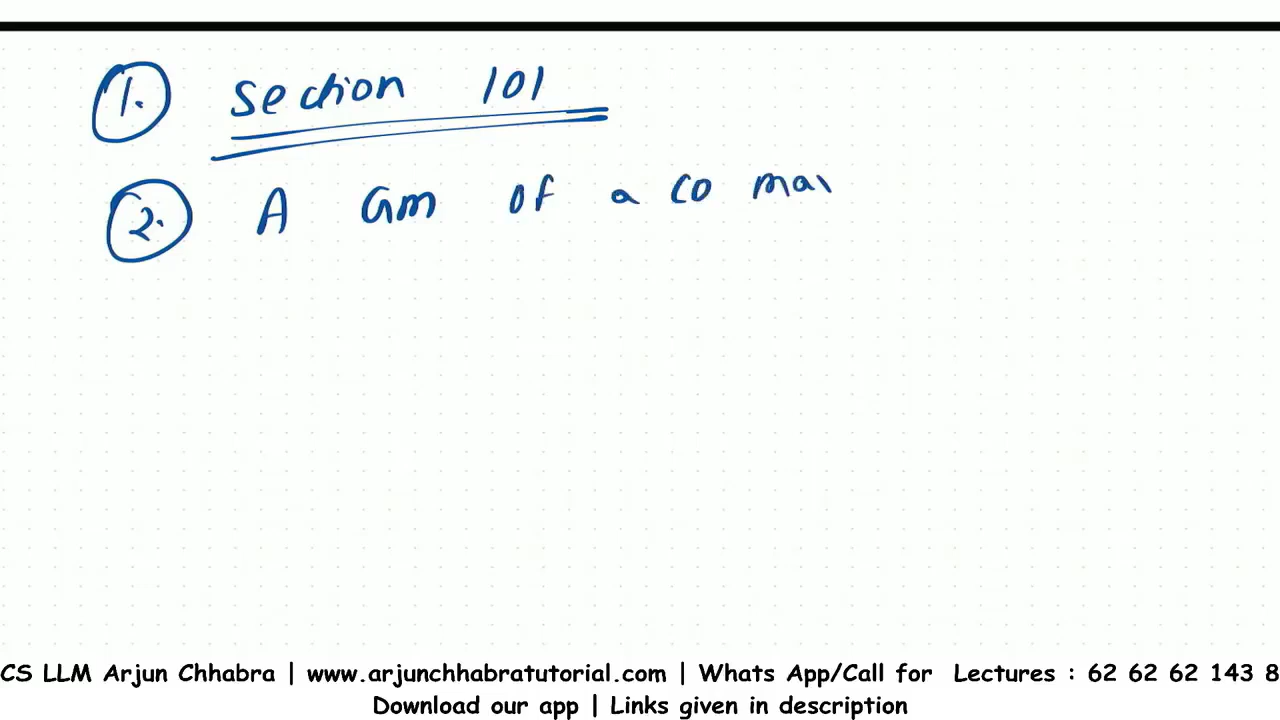 1. Section 101
2. A Gm of a co may
CS LLM Arjun Chhabra | www.arjunchhabratutorial.com | Whats App/Call for Lectures : 62 62 62 143 8
Download our app | Links given in description